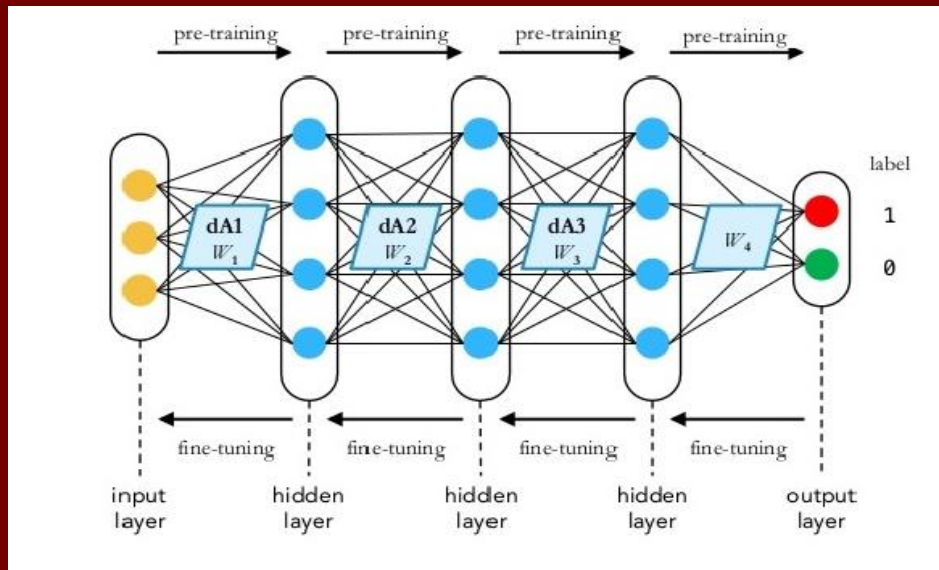 pre-training pre-training pre-training pre-training
label
dA1 dA2 dA3
W₁ W₂ W₃ W₄
1
0
fine-tuning fine-tuning fine-tuning fine-tuning
input hidden hidden hidden output
layer layer layer layer layer